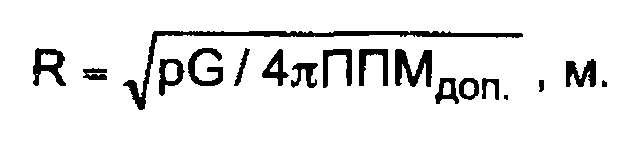 R = √pG / 4πППМдоп. , м.